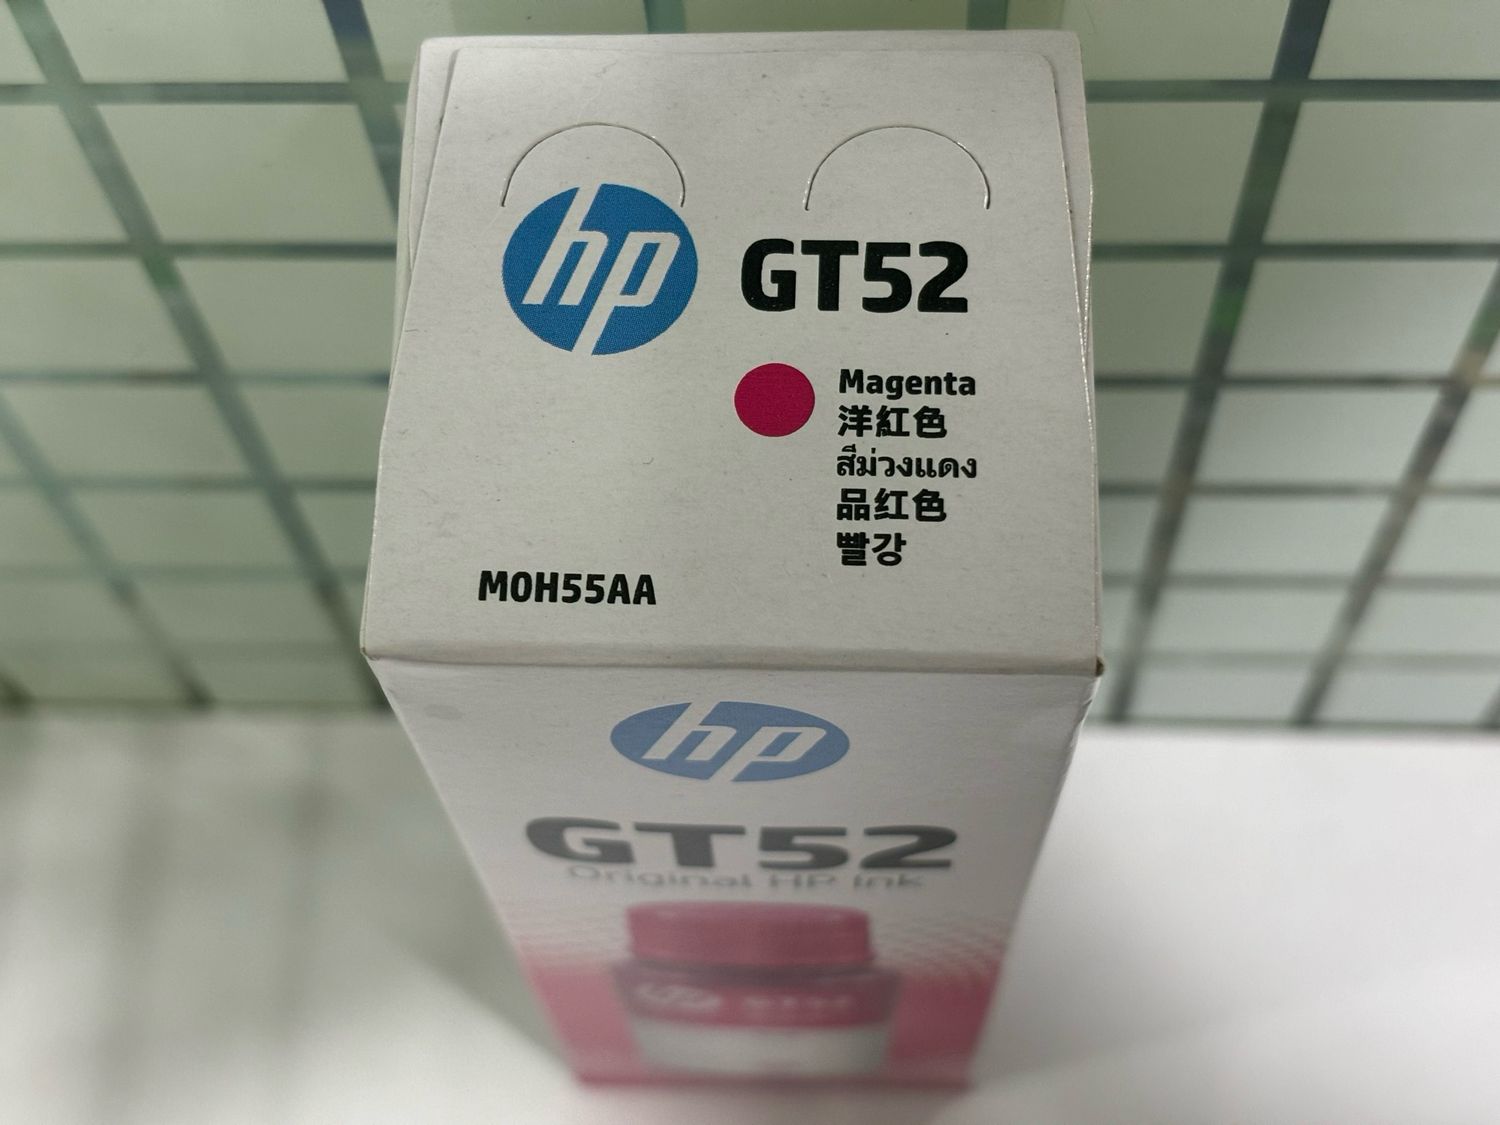 hp
GT52
Magenta
洋紅色
สีม่วงแดง
品红色
빨강
M0H55AA
hp
GT52
Original HP Ink